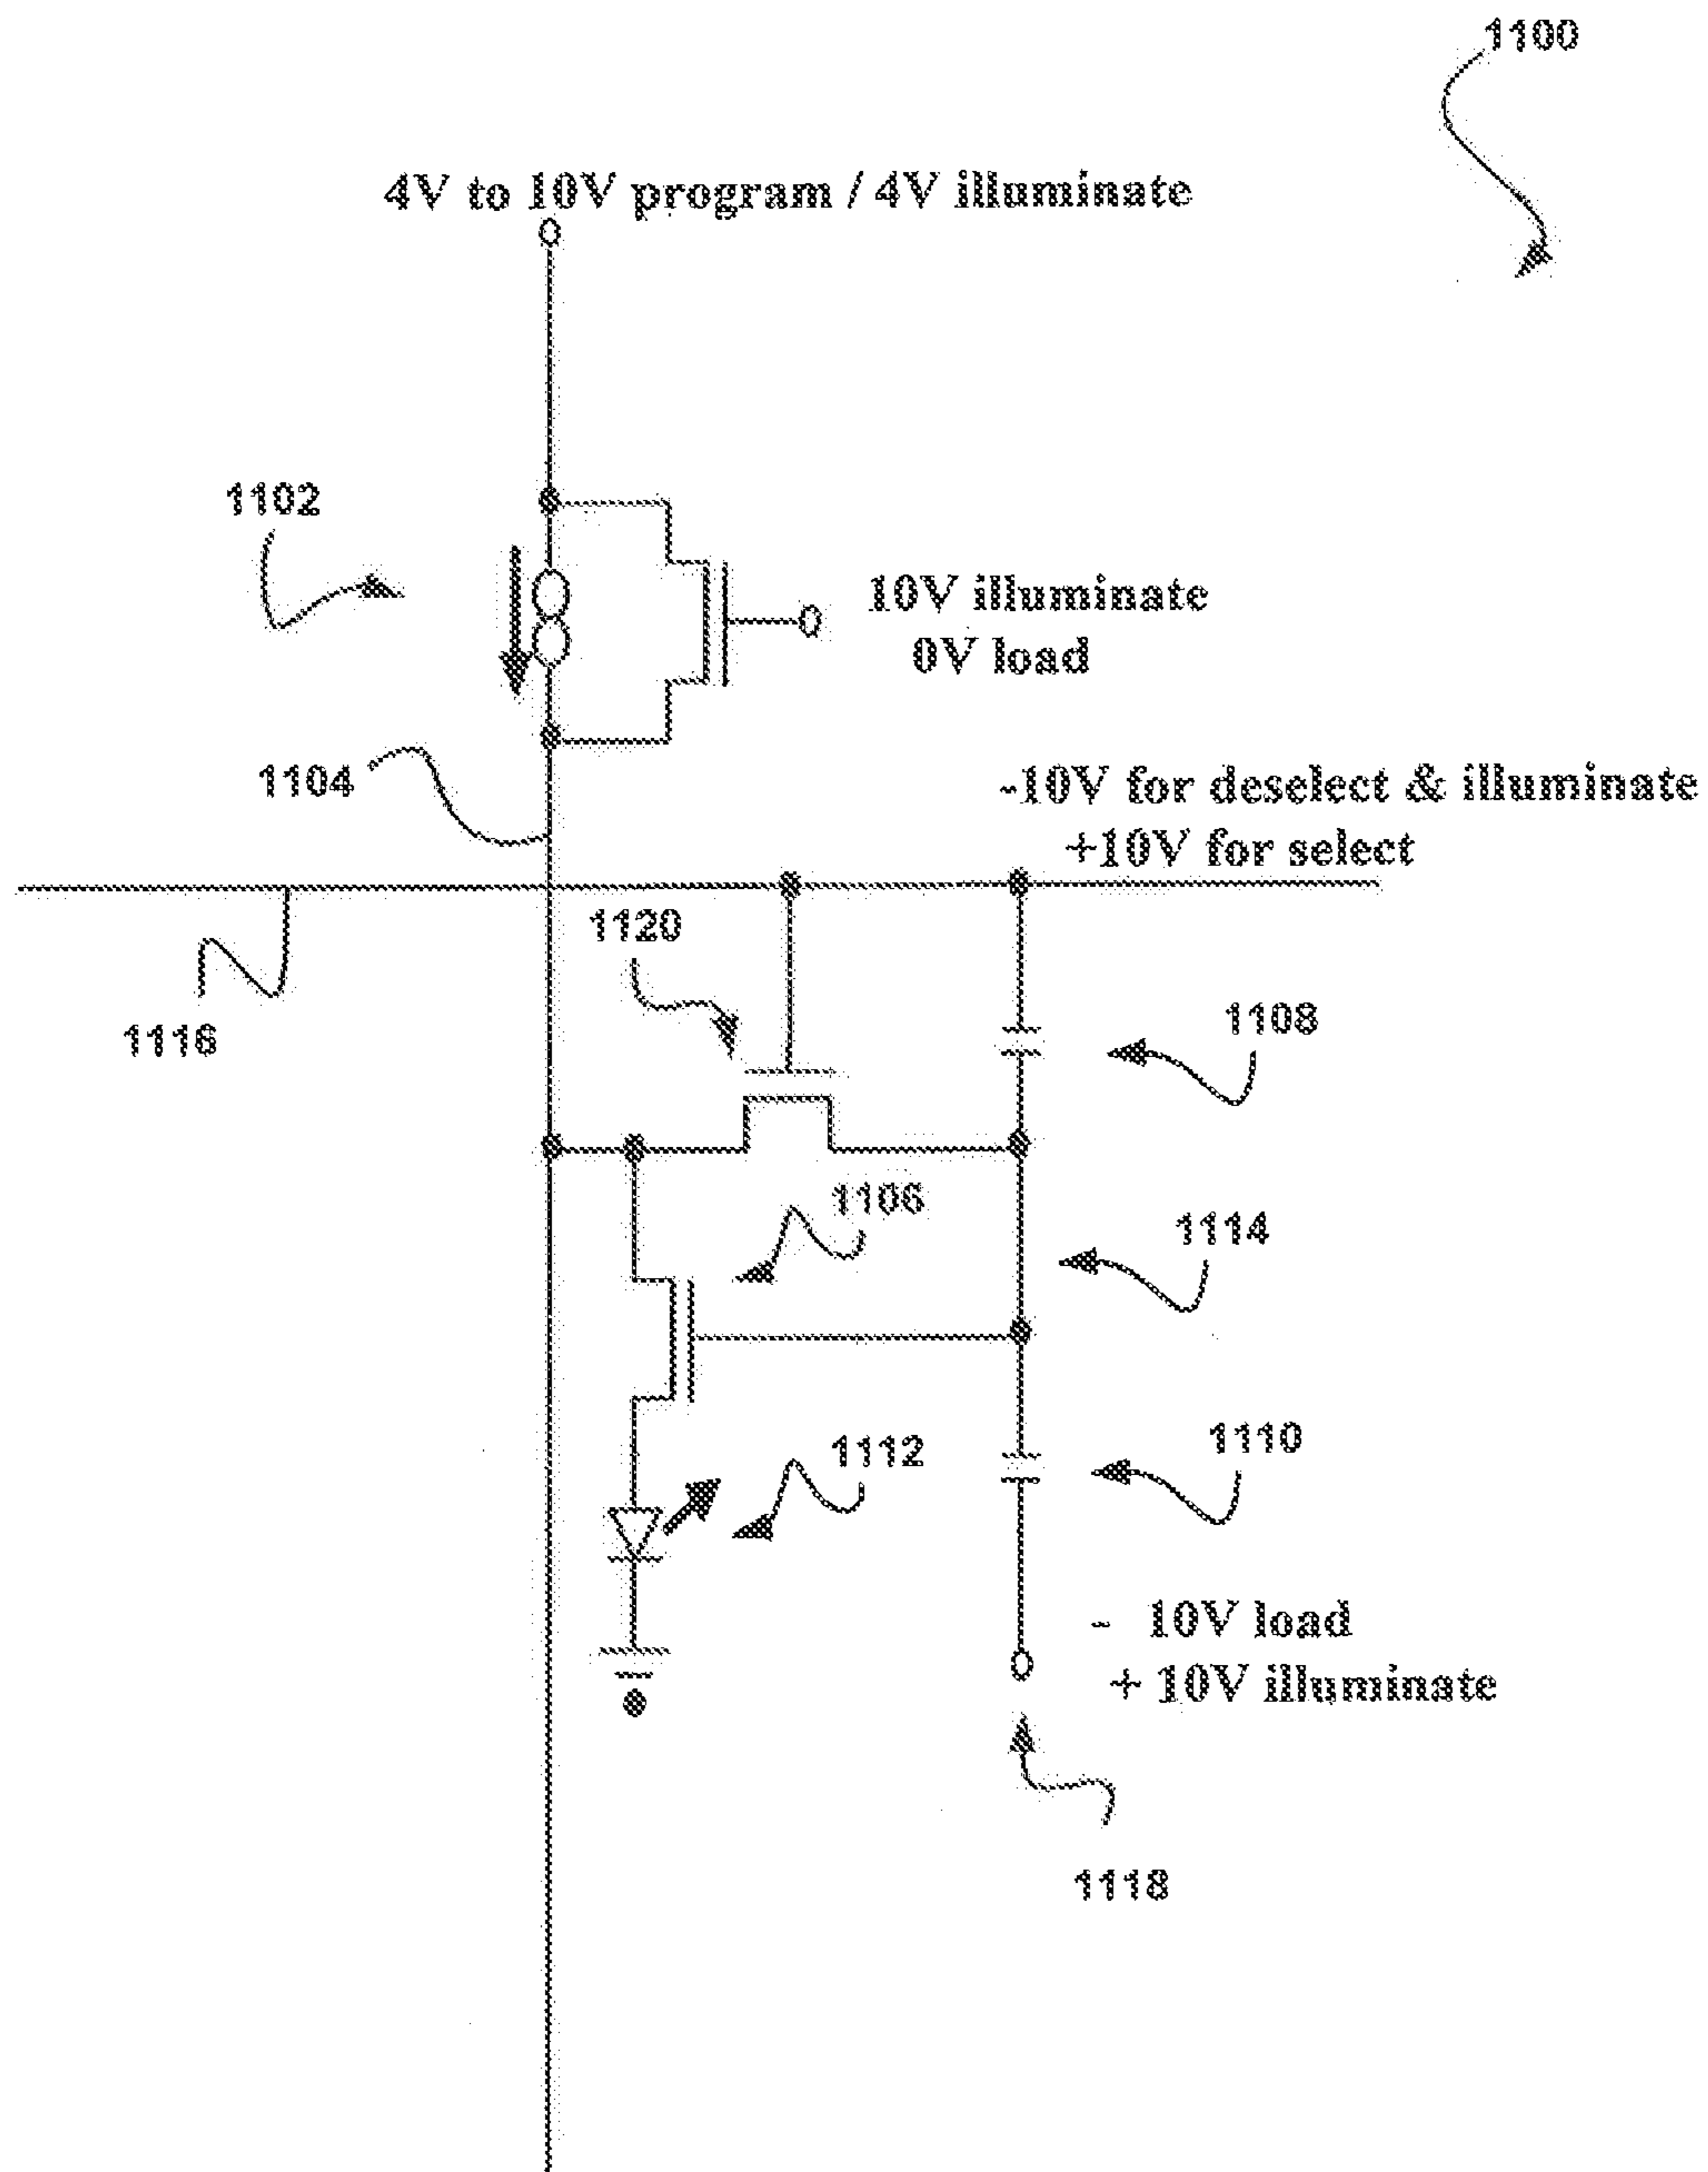 1100
4V to 10V program / 4V illuminate
1102
10V illuminate
0V load
1104
-10V for deselect & illuminate
+10V for select
1120
1116
1108
1106
1114
1112
1110
- 10V load
+ 10V illuminate
1118